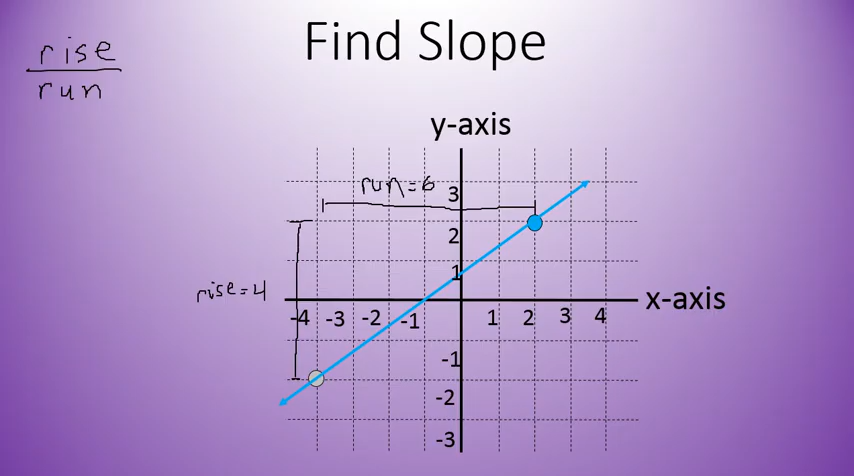 Find Slope
rise
run
y-axis
run=6
3
2
1
rise=4
x-axis
-4 -3 -2 -1 1 2 3 4
-1
-2
-3